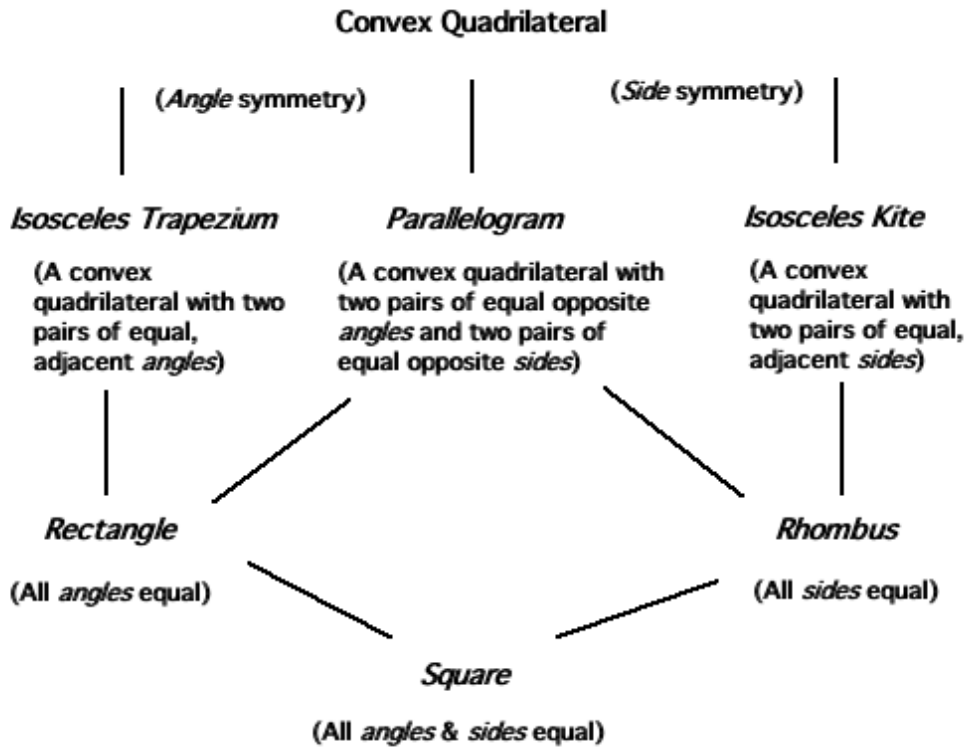 Convex Quadrilateral
(Angle symmetry)
(Side symmetry)
Isosceles Trapezium
(A convex
quadrilateral with two
pairs of equal,
adjacent angles)
Parallelogram
(A convex quadrilateral with
two pairs of equal opposite
angles and two pairs of
equal opposite sides)
Isosceles Kite
(A convex
quadrilateral with
two pairs of equal,
adjacent sides)
Rectangle
(All angles equal)
Rhombus
(All sides equal)
Square
(All angles & sides equal)